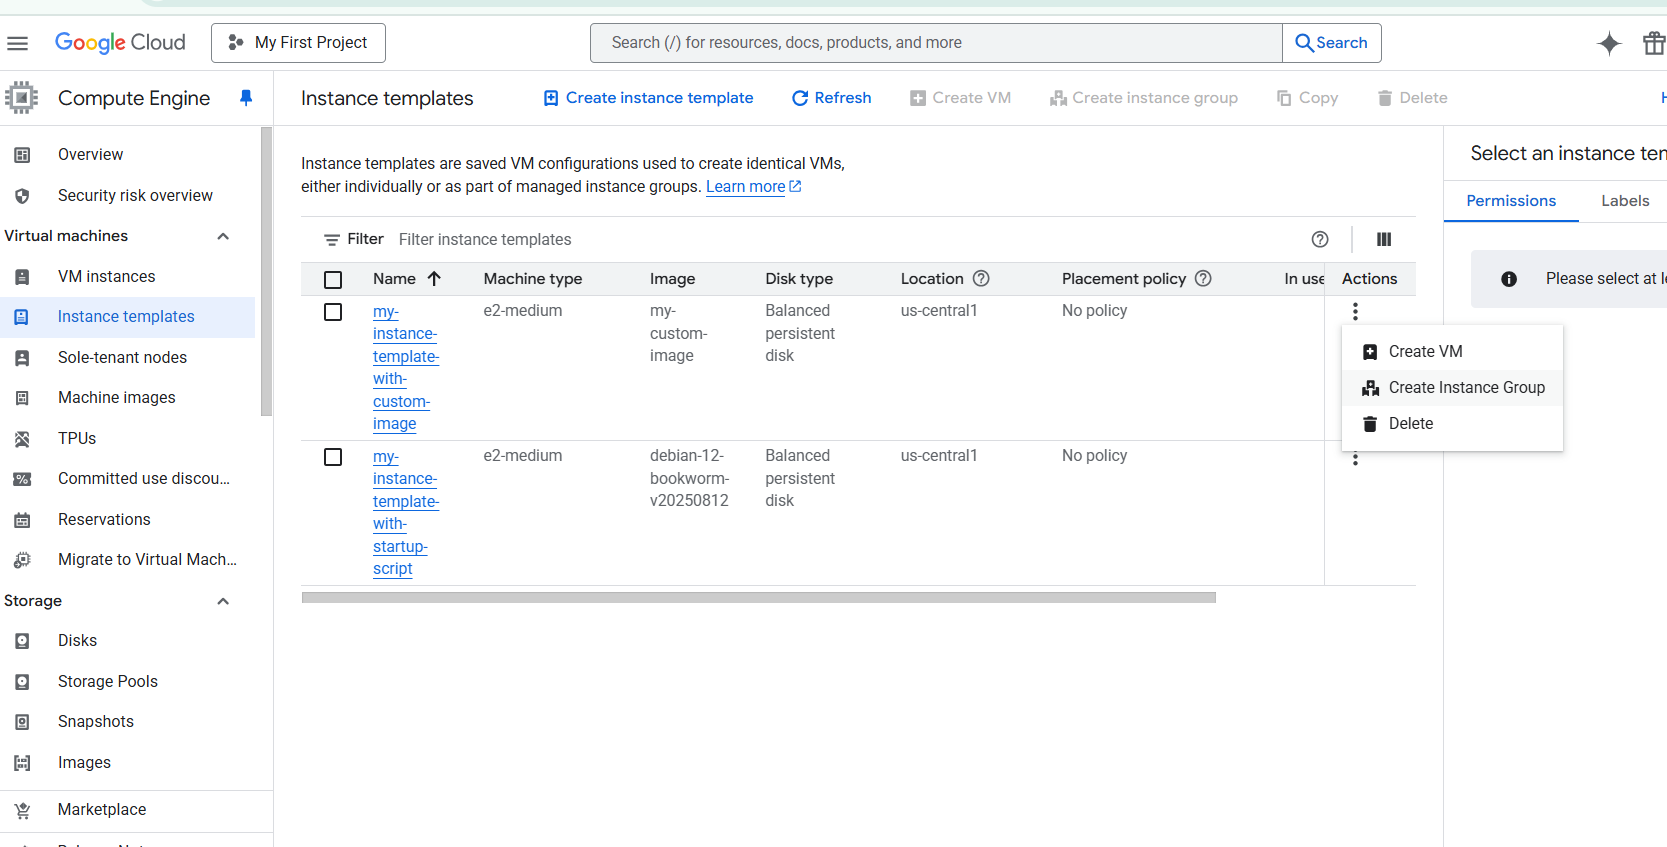 Google Cloud
My First Project
Search (/) for resources, docs, products, and more
Search
Compute Engine
Instance templates
Create instance template
Refresh
Create VM
Create instance group
Copy
Delete
Overview
Security risk overview
Virtual machines
VM instances
Instance templates
Sole-tenant nodes
Machine images
TPUs
Committed use discou...
Reservations
Migrate to Virtual Mach...
Storage
Disks
Storage Pools
Snapshots
Images
Marketplace
Instance templates are saved VM configurations used to create identical VMs,
either individually or as part of managed instance groups. Learn more
Filter Filter instance templates
Name Machine type Image Disk type Location Placement policy In use Actions
my-
instance-
template-
with-
custom-
image
e2-medium
my-
custom-
image
Balanced
persistent
disk
us-central1
No policy
my-
instance-
template-
with-
startup-
script
e2-medium
debian-12-
bookworm-
v20250812
Balanced
persistent
disk
us-central1
No policy
Create VM
Create Instance Group
Delete
Select an instance
Permissions
Labels
Please select at